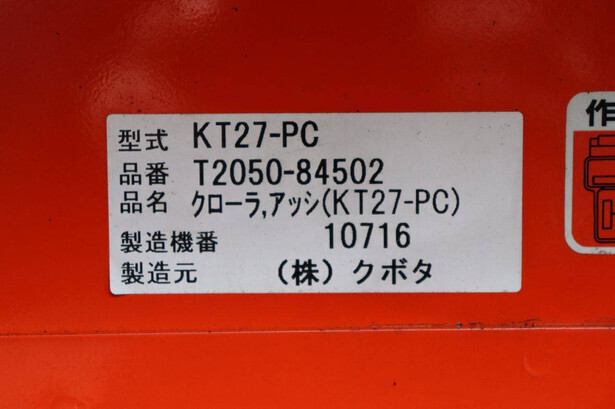 型式 KT27-PC
品番 T2050-84502
品名 ｸﾛｰﾗ,ｱｯｼ(KT27-PC)
製造機番 10716
製造元 (株)クボタ
作